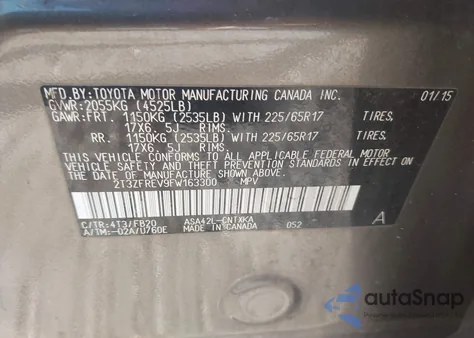 MFD.BY:TOYOTA MOTOR MANUFACTURING CANADA INC. 01/15
GVWR:2055KG (4525LB)
GAWR:FRT. 1150KG (2535LB) WITH 225/65R17 TIRES,
17X6. 5J RIMS.
RR. 1150KG (2535LB) WITH 225/65R17 TIRES,
17X6. 5J RIMS.
THIS VEHICLE CONFORMS TO ALL APPLICABLE FEDERAL MOTOR
VEHICLE SAFETY AND BUMPER STANDARDS IN EFFECT ON THE DATE OF
MANUFACTURE SHOWN ABOVE.
2T3ZFREV9FW163300 MPV
C/TR:4T3/FB20 ASA42L-CNTXKA A
A/TM:-02A/U760E MADE IN CANADA 052
autoSnap